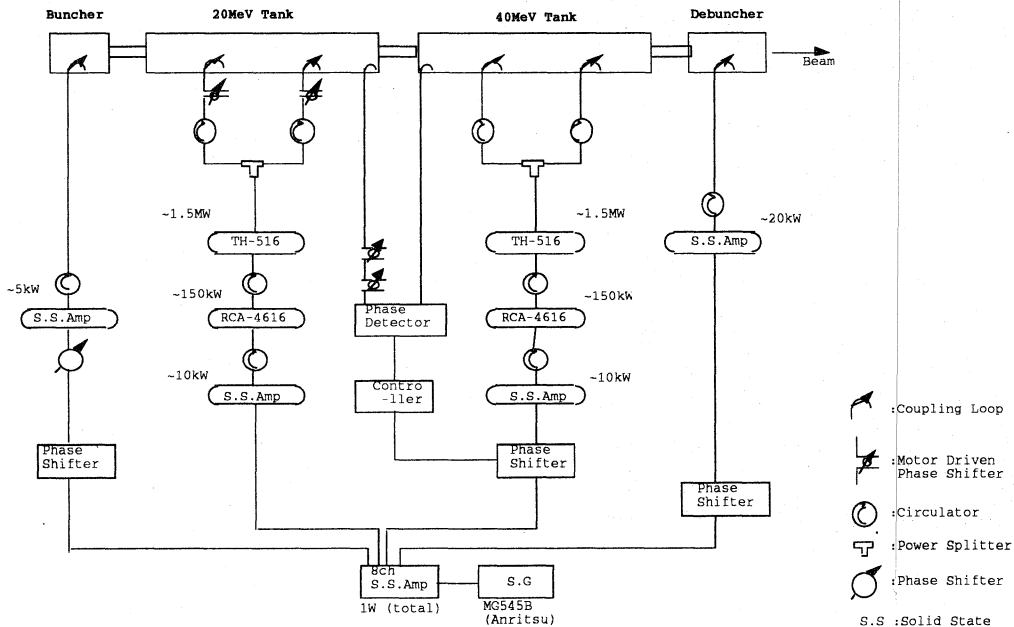 Buncher
20MeV Tank
40MeV Tank
Debuncher
Beam
~1.5MW
~1.5MW
~20kW
TH-516
TH-516
S.S.Amp
~5kW
~150kW
~150kW
S.S.Amp
RCA-4616
Phase
Detector
RCA-4616
~10kW
~10kW
S.S.Amp
Contro
-ller
S.S.Amp
Phase
Shifter
Phase
Shifter
Phase
Shifter
8ch
S.S.Amp
S.G
1W (total)
MG545B
(Anritsu)
:Coupling Loop
:Motor Driven
Phase Shifter
:Circulator
:Power Splitter
:Phase Shifter
S.S :Solid State